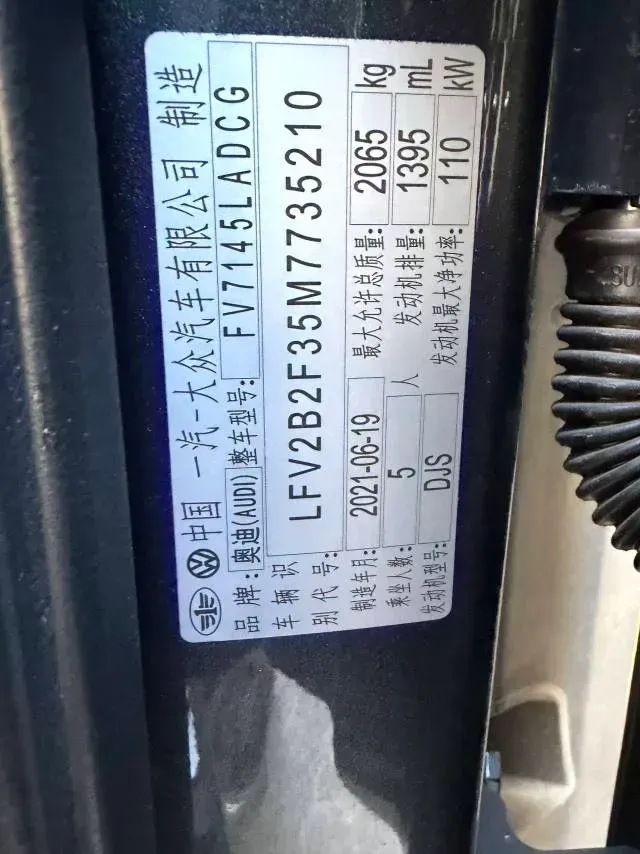 中国 一汽-大众汽车有限公司 制造
品牌：奥迪(AUDI) 整车型号：FV7145LADCG
车辆识别代号：LFV2B2F35M7735210
制造年月：2021-06-19 最大允许总质量：2065 kg
乘坐人数：5 人 发动机排量：1395 mL
发动机型号：DJS 发动机最大净功率：110 kW